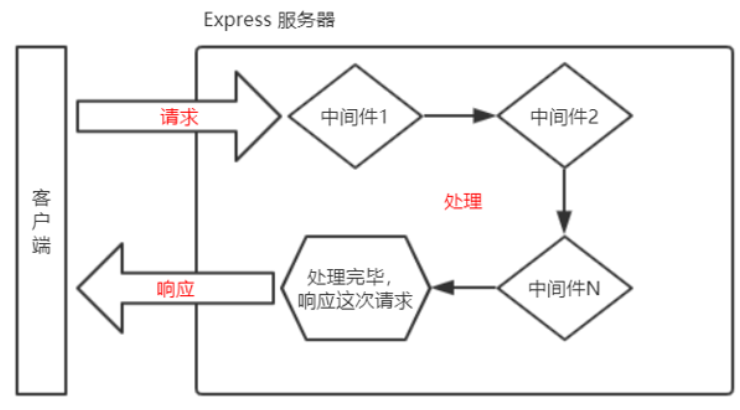 Express 服务器
客户端
请求
中间件1
中间件2
处理
响应
处理完毕，
响应这次请求
中间件N